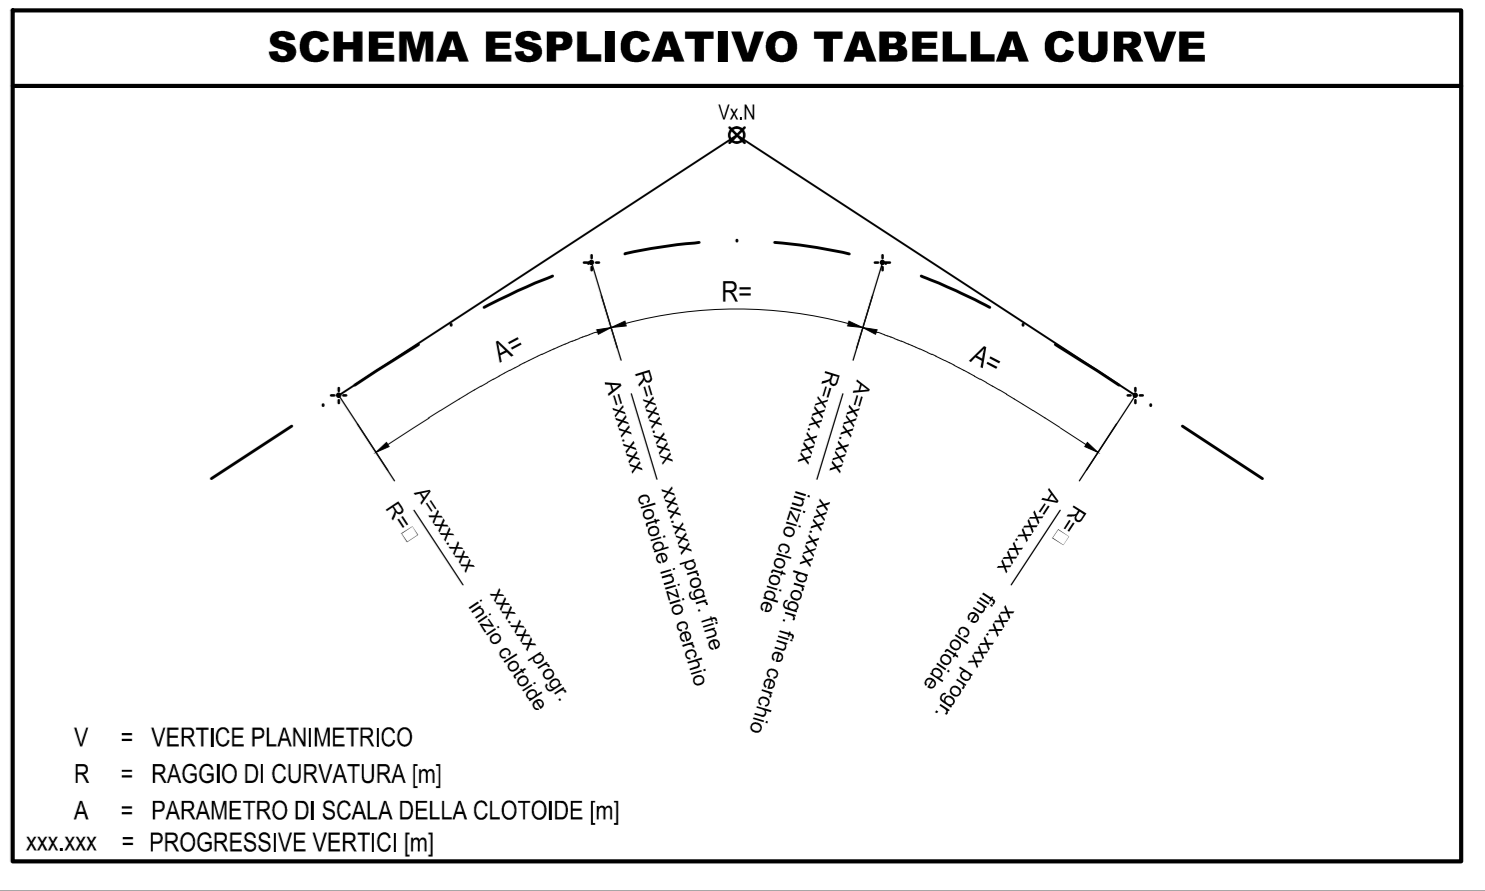 SCHEMA ESPLICATIVO TABELLA CURVE
Vx.N
R=
A=
A=
A=xxx.xxx
R=□
xxx.xxx progr.
inizio clotoide
R=xxx.xxx
A=xxx.xxx
xxx.xxx progr. fine
clotoide inizio cerchio
A=xxx.xxx
R=xxx.xxx
xxx.xxx progr. fine cerchio
inizio clotoide
R=□
A=xxx.xxx
xxx.xxx progr.
fine clotoide
V = VERTICE PLANIMETRICO
R = RAGGIO DI CURVATURA [m]
A = PARAMETRO DI SCALA DELLA CLOTOIDE [m]
xxx.xxx = PROGRESSIVE VERTICI [m]